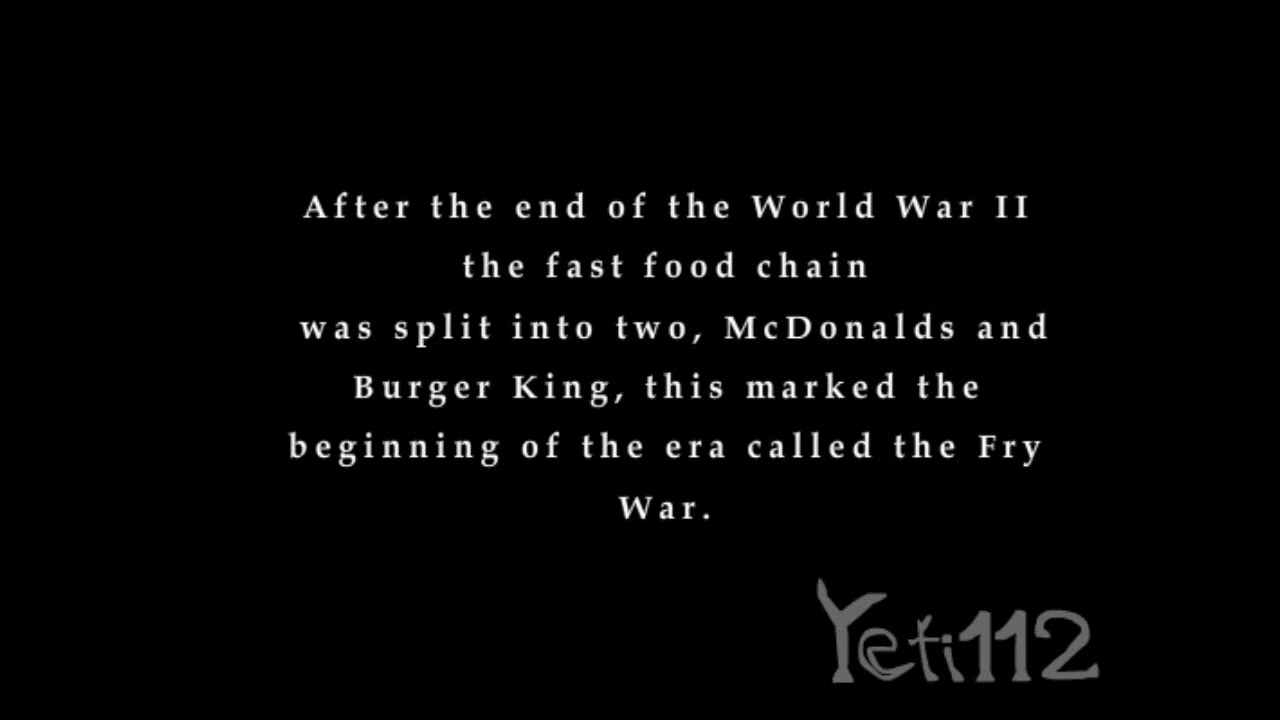 After the end of the World War II
the fast food chain
was split into two, McDonalds and
Burger King, this marked the
beginning of the era called the Fry
War.
Yeti112